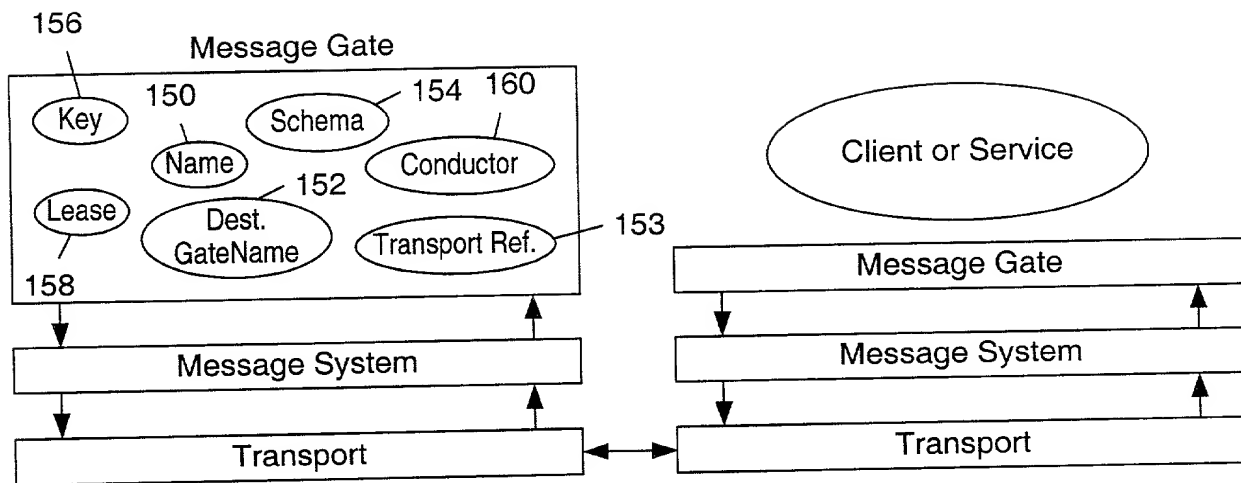 156
Message Gate
150
154
160
Key
Schema
Name
Conductor
Client or Service
152
Lease
Dest.
GateName
Transport Ref.
153
158
Message Gate
Message System
Message System
Transport
Transport